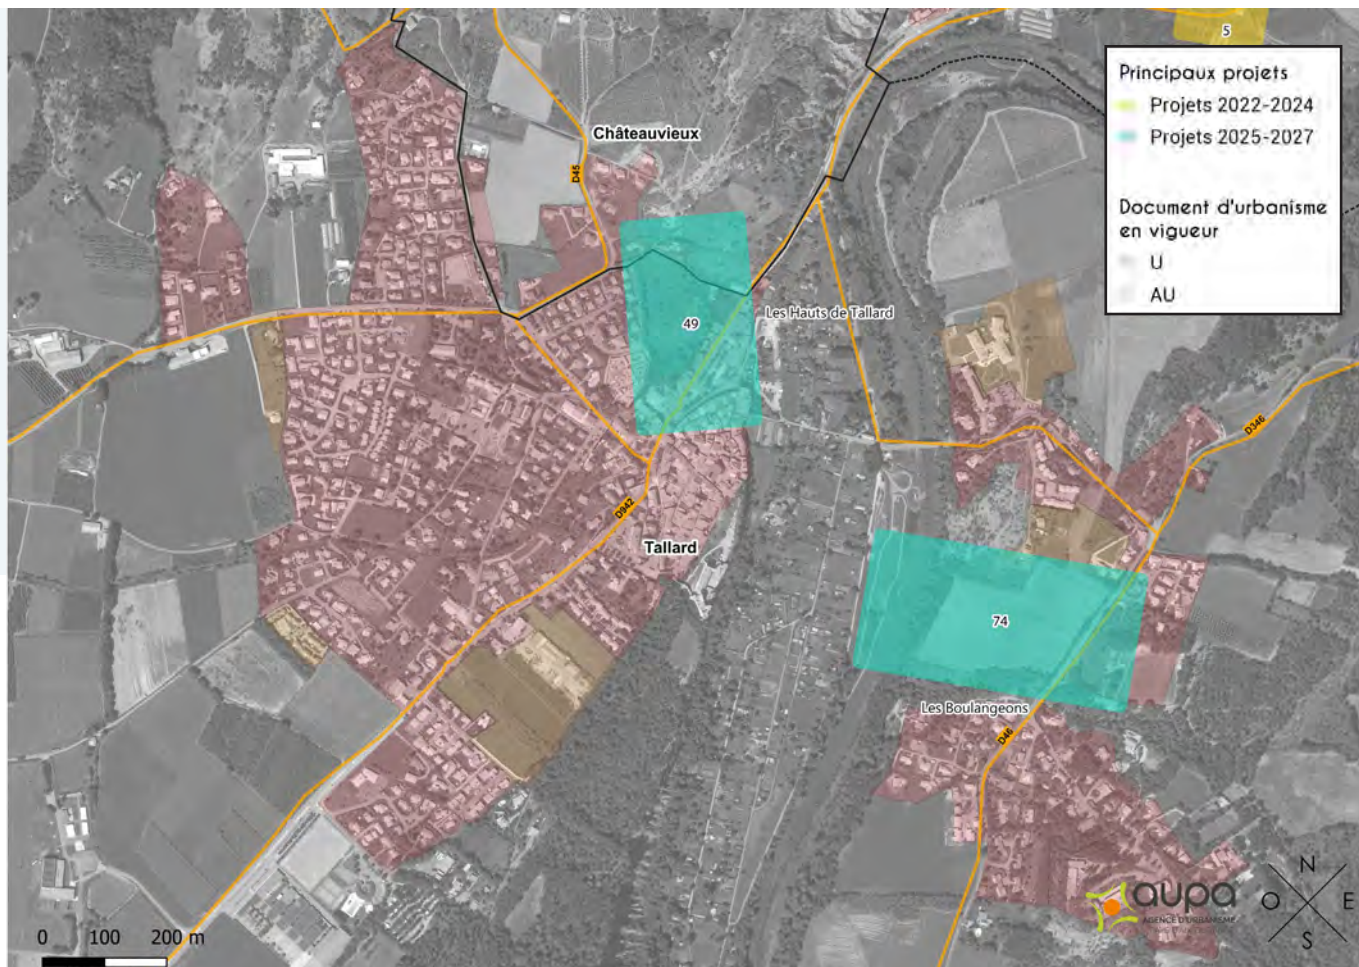 5
Principaux projets
Projets 2022-2024
Projets 2025-2027
Document d'urbanisme
en vigueur
U
AU
Châteauvieux
D45
49
Les Hauts de Tallard
D346
D942
Tallard
74
Les Boulangeons
D46
aupa
AGENCE D'URBANISME
N
O
E
S
0 100 200 m